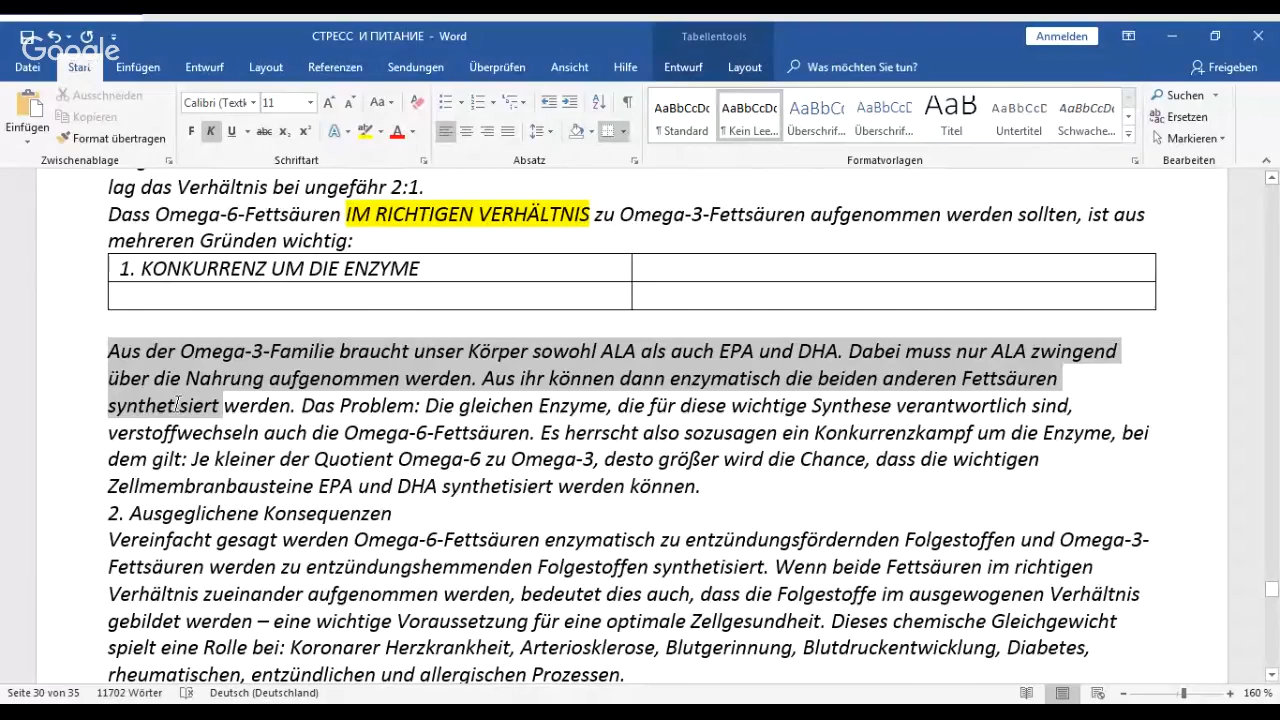 Google
СТРЕСС И ПИТАНИЕ - Word
Tabellentools
Anmelden
Datei Start Einfügen Entwurf Layout Referenzen Sendungen Überprüfen Ansicht Hilfe Entwurf Layout Was möchten Sie tun? Freigeben
Einfügen
Ausschneiden
Kopieren
Format übertragen
Zwischenablage
Calibri (Textk 11
F K U abc x₂ x²
Schriftart
Absatz
AaBbCcDc AaBbCcDc AaBbCcC AaBbCcD AaB AaBbCcDc AaBbCcDc
¶ Standard ¶ Kein Lee... Überschrif... Überschrif... Titel Untertitel Schwache...
Formatvorlagen
Suchen
Ersetzen
Markieren
Bearbeiten
lag das Verhältnis bei ungefähr 2:1.
Dass Omega-6-Fettsäuren IM RICHTIGEN VERHÄLTNIS zu Omega-3-Fettsäuren aufgenommen werden sollten, ist aus
mehreren Gründen wichtig:
1. KONKURRENZ UM DIE ENZYME
Aus der Omega-3-Familie braucht unser Körper sowohl ALA als auch EPA und DHA. Dabei muss nur ALA zwingend
über die Nahrung aufgenommen werden. Aus ihr können dann enzymatisch die beiden anderen Fettsäuren
synthetisiert werden. Das Problem: Die gleichen Enzyme, die für diese wichtige Synthese verantwortlich sind,
verstoffwechseln auch die Omega-6-Fettsäuren. Es herrscht also sozusagen ein Konkurrenzkampf um die Enzyme, bei
dem gilt: Je kleiner der Quotient Omega-6 zu Omega-3, desto größer wird die Chance, dass die wichtigen
Zellmembranbausteine EPA und DHA synthetisiert werden können.
2. Ausgeglichene Konsequenzen
Vereinfacht gesagt werden Omega-6-Fettsäuren enzymatisch zu entzündungsfördernden Folgestoffen und Omega-3-
Fettsäuren werden zu entzündungshemmenden Folgestoffen synthetisiert. Wenn beide Fettsäuren im richtigen
Verhältnis zueinander aufgenommen werden, bedeutet dies auch, dass die Folgestoffe im ausgewogenen Verhältnis
gebildet werden – eine wichtige Voraussetzung für eine optimale Zellgesundheit. Dieses chemische Gleichgewicht
spielt eine Rolle bei: Koronarer Herzkrankheit, Arteriosklerose, Blutgerinnung, Blutdruckentwicklung, Diabetes,
rheumatischen, entzündlichen und allergischen Prozessen.
Seite 30 von 35 11702 Wörter Deutsch (Deutschland) 160 %